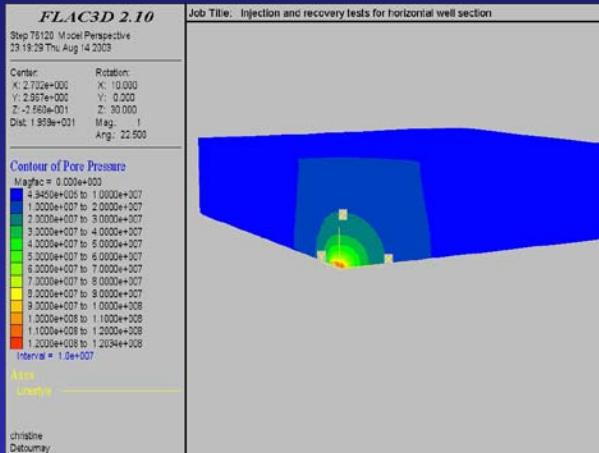 FLAC3D 2.10
Step 75120 Model Perspective
23:19:29 Thu Aug 14 2003
Center:
X: 2.702e+000
Y: 2.967e+000
Z: -2.560e-001
Dist: 1.959e+001
Rotation:
X: 10.000
Y: 0.000
Z: 30.000
Mag.: 1
Ang.: 22.500
Contour of Pore Pressure
Magfac = 0.000e+000
4.9450e+005 to 1.0000e+007
1.0000e+007 to 2.0000e+007
2.0000e+007 to 3.0000e+007
3.0000e+007 to 4.0000e+007
4.0000e+007 to 5.0000e+007
5.0000e+007 to 6.0000e+007
6.0000e+007 to 7.0000e+007
7.0000e+007 to 8.0000e+007
8.0000e+007 to 9.0000e+007
9.0000e+007 to 1.0000e+008
1.0000e+008 to 1.1000e+008
1.1000e+008 to 1.2000e+008
1.2000e+008 to 1.2034e+008
Interval = 1.0e+007
Axes
Linestyle
christine
Detournay
Job Title: Injection and recovery tests for horizontal well section